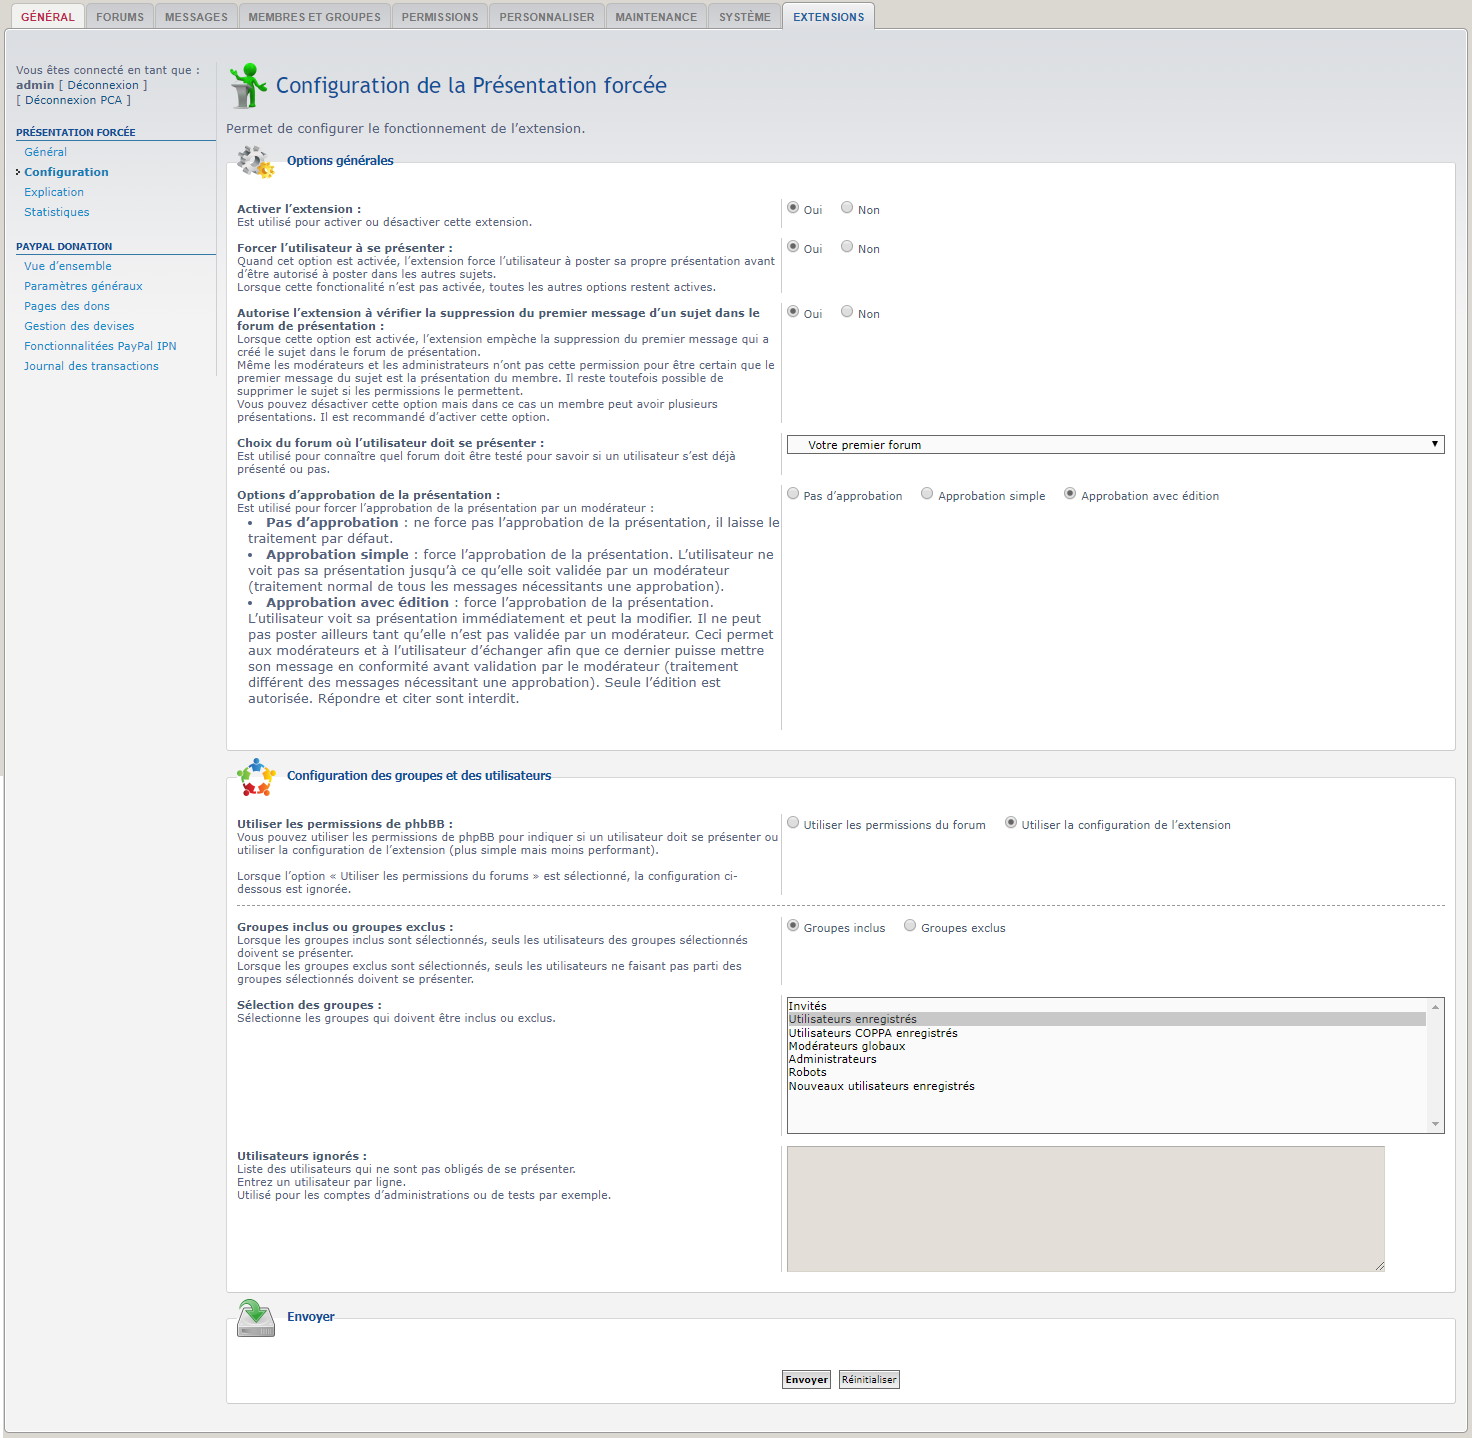 GÉNÉRAL FORUMS MESSAGES MEMBRES ET GROUPES PERMISSIONS PERSONNALISER MAINTENANCE SYSTÈME EXTENSIONS
Vous êtes connecté en tant que :
admin [ Déconnexion ]
[ Déconnexion PCA ]
PRÉSENTATION FORCÉE
Général
Configuration
Explication
Statistiques
PAYPAL DONATION
Vue d’ensemble
Paramètres généraux
Pages des dons
Gestion des devises
Fonctionnalitées PayPal IPN
Journal des transactions
Configuration de la Présentation forcée
Permet de configurer le fonctionnement de l’extension.
Options générales
Activer l’extension :
Est utilisé pour activer ou désactiver cette extension.
Oui Non
Forcer l’utilisateur à se présenter :
Quand cet option est activée, l’extension force l’utilisateur à poster sa propre présentation avant
d’être autorisé à poster dans les autres sujets.
Lorsque cette fonctionalité n’est pas activée, toutes les autres options restent actives.
Oui Non
Autorise l’extension à vérifier la suppression du premier message d’un sujet dans le
forum de présentation :
Lorsque cette option est activée, l’extension empèche la suppression du premier message qui a
créé le sujet dans le forum de présentation.
Même les modérateurs et les administrateurs n’ont pas cette permission pour être certain que le
premier message du sujet est la présentation du membre. Il reste toutefois possible de
supprimer le sujet si les permissions le permettent.
Vous pouvez désactiver cette option mais dans ce cas un membre peut avoir plusieurs
présentations. Il est recommandé d’activer cette option.
Oui Non
Choix du forum où l’utilisateur doit se présenter :
Est utilisé pour connaître quel forum doit être testé pour savoir si un utilisateur s’est déjà
présenté ou pas.
Votre premier forum
Options d’approbation de la présentation :
Est utilisé pour forcer l’approbation de la présentation par un modérateur :
• Pas d’approbation : ne force pas l’approbation de la présentation, il laisse le
traitement par défaut.
• Approbation simple : force l’approbation de la présentation. L’utilisateur ne
voit pas sa présentation jusqu’à ce qu’elle soit validée par un modérateur
(traitement normal de tous les messages nécessitants une approbation).
• Approbation avec édition : force l’approbation de la présentation.
L’utilisateur voit sa présentation immédiatement et peut la modifier. Il ne peut
pas poster ailleurs tant qu’elle n’est pas validée par un modérateur. Ceci permet
aux modérateurs et à l’utilisateur d’échanger afin que ce dernier puisse mettre
son message en conformité avant validation par le modérateur (traitement
différent des messages nécessitant une approbation). Seule l’édition est
autorisée. Répondre et citer sont interdit.
Pas d’approbation Approbation simple Approbation avec édition
Configuration des groupes et des utilisateurs
Utiliser les permissions de phbBB :
Vous pouvez utiliser les permissions de phpBB pour indiquer si un utilisateur doit se présenter ou
utiliser la configuration de l’extension (plus simple mais moins performant).
Lorsque l’option « Utiliser les permissions du forums » est sélectionné, la configuration ci-
dessous est ignorée.
Utiliser les permissions du forum Utiliser la configuration de l’extension
Groupes inclus ou groupes exclus :
Lorsque les groupes inclus sont sélectionnés, seuls les utilisateurs des groupes sélectionnés
doivent se présenter.
Lorsque les groupes exclus sont sélectionnés, seuls les utilisateurs ne faisant pas parti des
groupes sélectionnés doivent se présenter.
Groupes inclus Groupes exclus
Sélection des groupes :
Sélectionne les groupes qui doivent être inclus ou exclus.
Invités
Utilisateurs enregistrés
Utilisateurs COPPA enregistrés
Modérateurs globaux
Administrateurs
Robots
Nouveaux utilisateurs enregistrés
Utilisateurs ignorés :
Liste des utilisateurs qui ne sont pas obligés de se présenter.
Entrez un utilisateur par ligne.
Utilisé pour les comptes d’administrations ou de tests par exemple.
Envoyer
Envoyer Réinitialiser